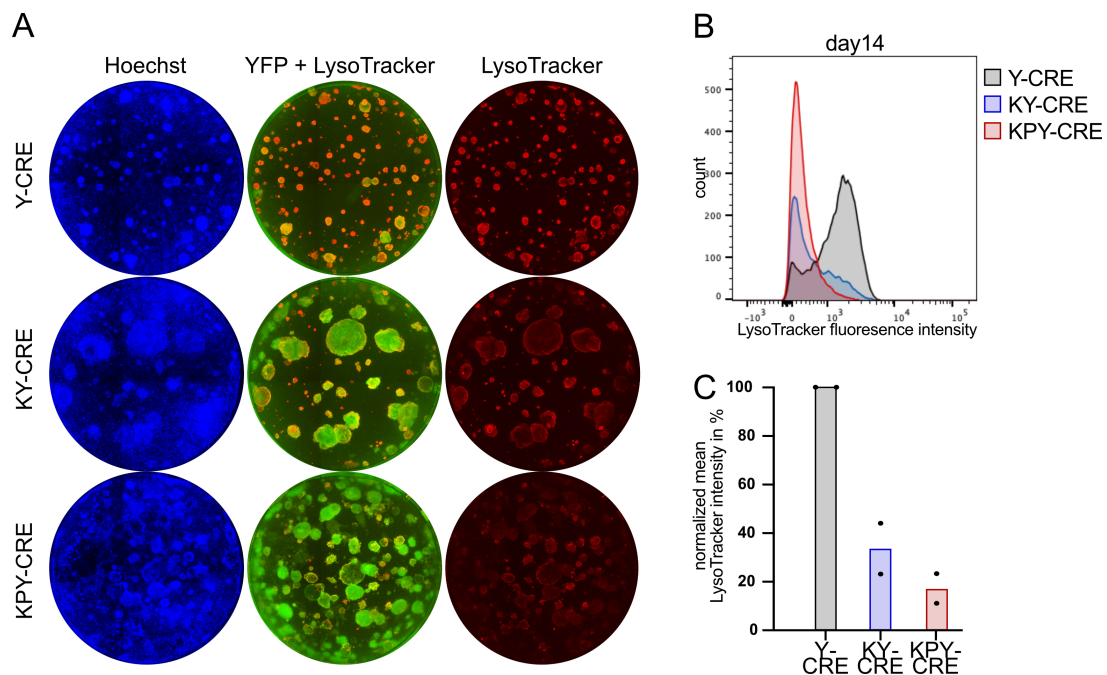 A
Hoechst
YFP + LysoTracker
LysoTracker
Y-CRE
KY-CRE
KPY-CRE
B
day14
500
400
300
200
100
0
count
-10³
0
10³
10⁴
10⁵
LysoTracker fluoresence intensity
Y-CRE
KY-CRE
KPY-CRE
C
100
80
60
40
20
0
normalized mean
LysoTracker intensity in %
Y-
CRE
KY-
CRE
KPY-
CRE